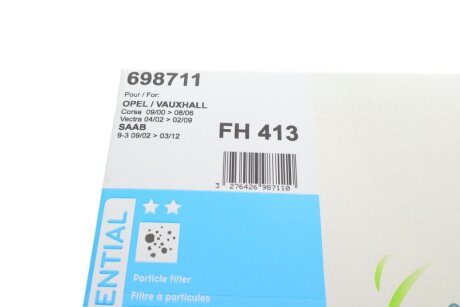 698711
Pour / For:
OPEL / VAUXHALL
Corsa 09/00 > 08/06
Vectra 04/02 > 02/09
SAAB
9-3 09/02 > 03/12
FH 413
3 276426 987110
ENTIAL
Particle filter
Filtre à particules